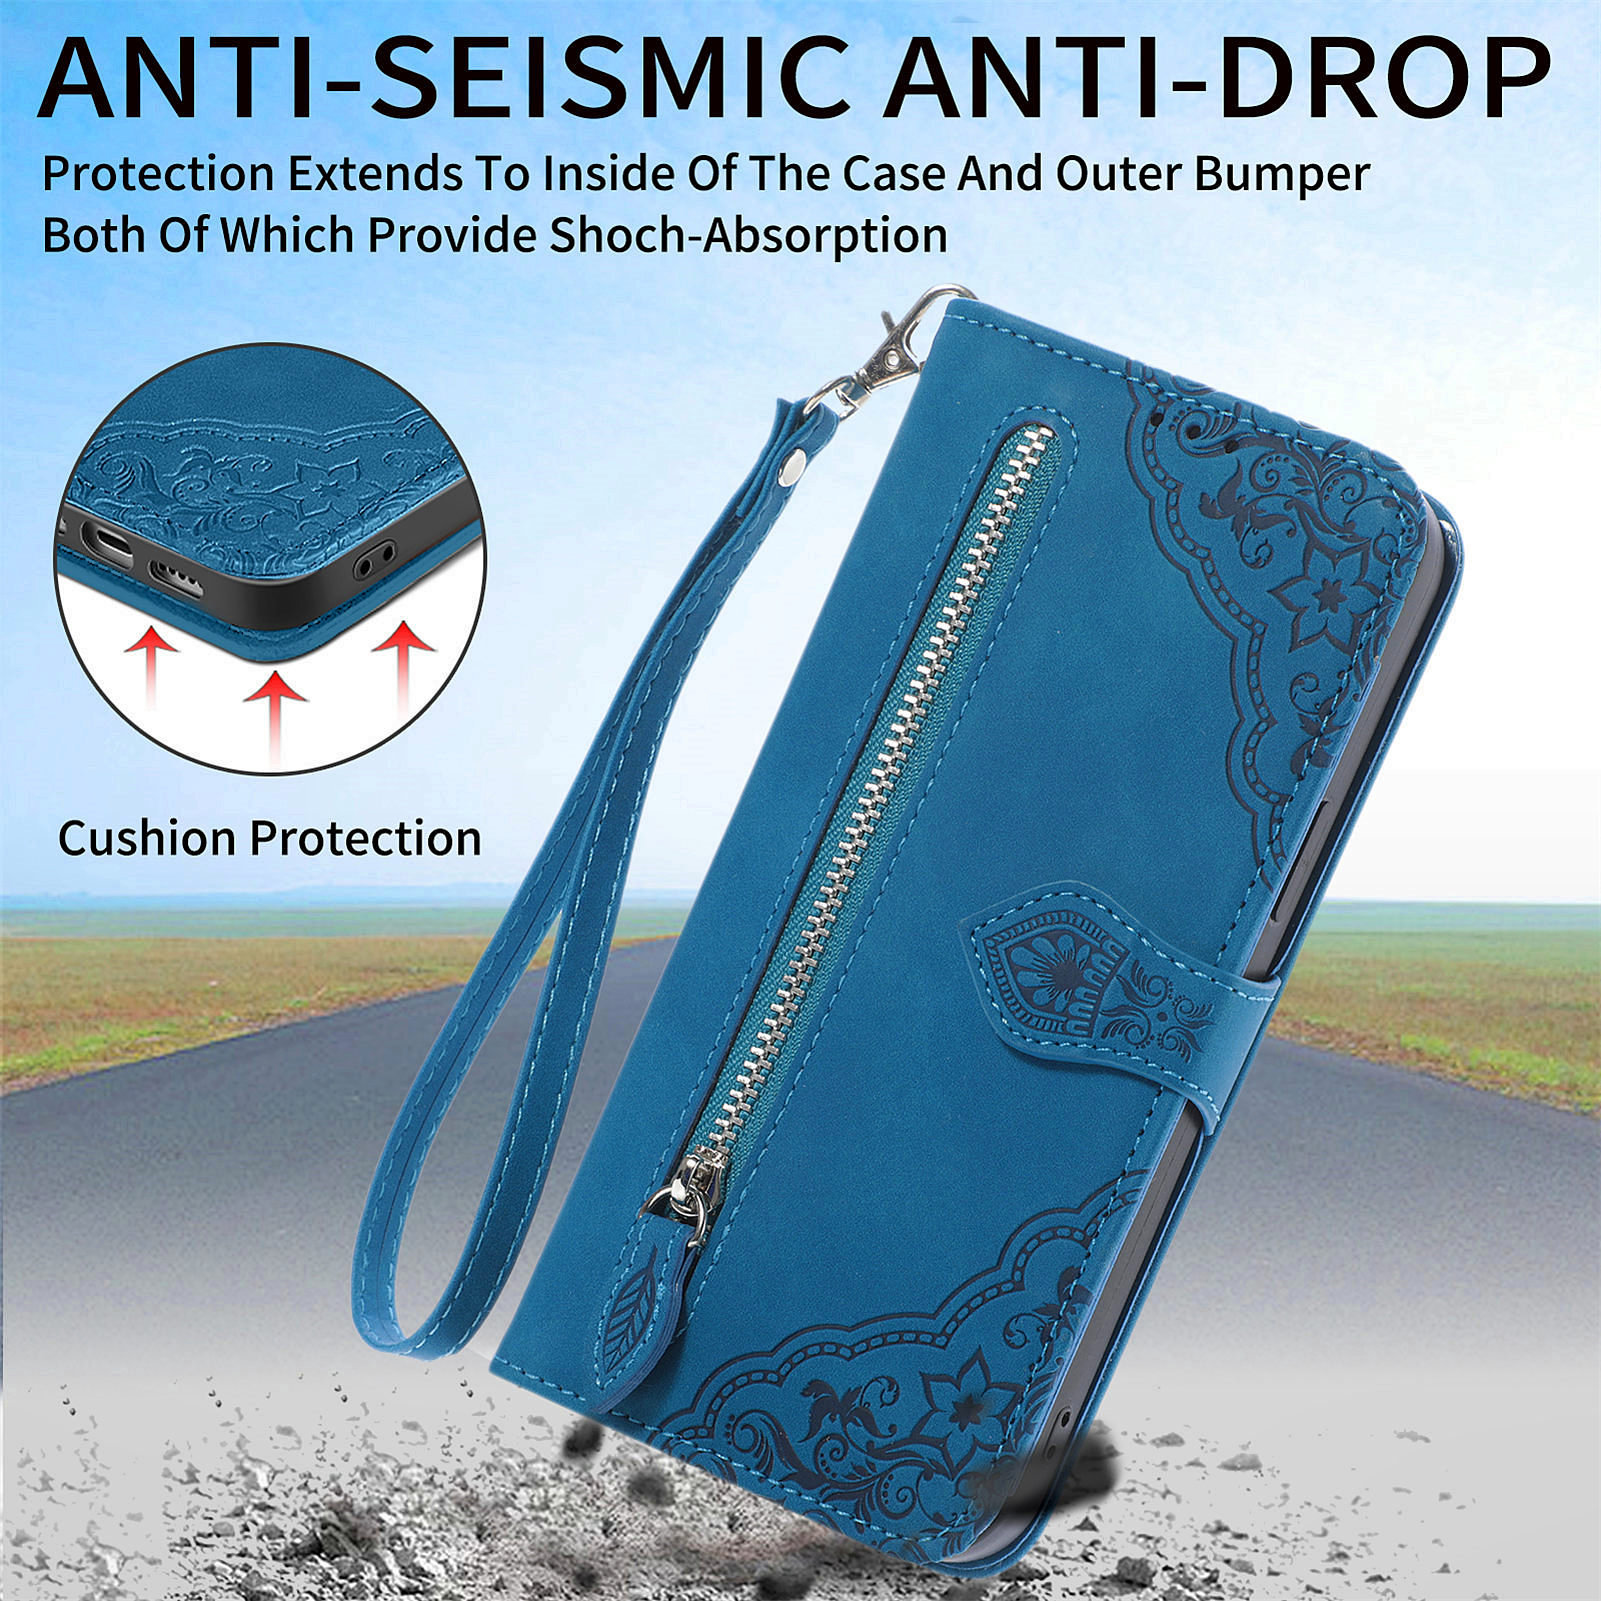 ANTI-SEISMIC ANTI-DROP
Protection Extends To Inside Of The Case And Outer Bumper
Both Of Which Provide Shoch-Absorption
Cushion Protection